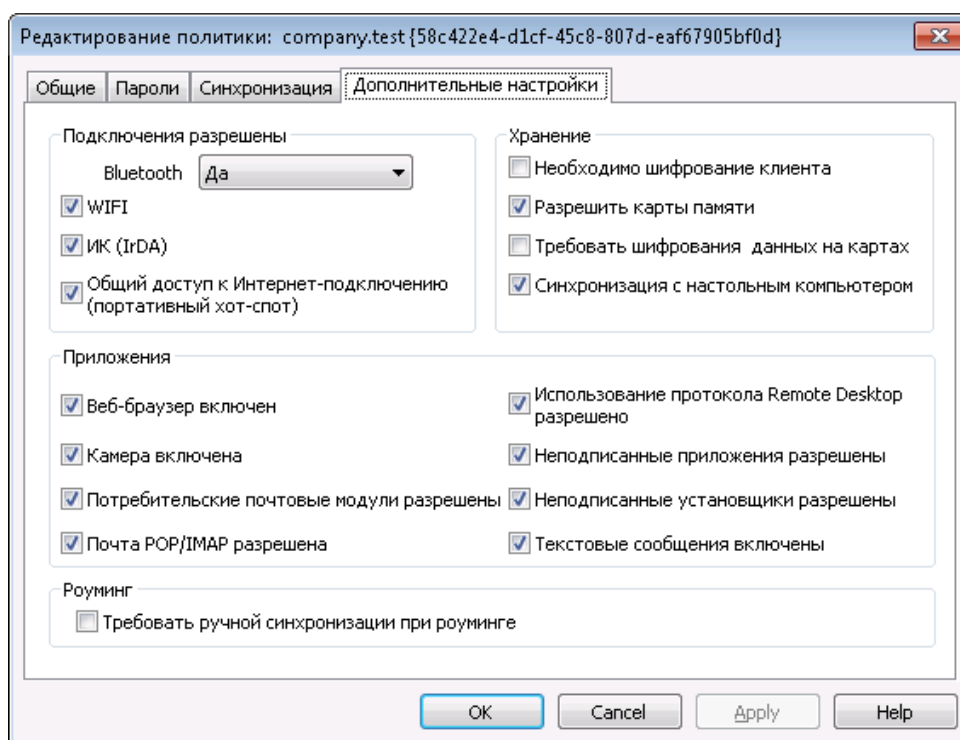 Редактирование политики: company.test {58c422e4-d1cf-45c8-807d-eaf67905bf0d}
Общие
Пароли
Синхронизация
Дополнительные настройки
Подключения разрешены
Bluetooth Да
WIFI
ИК (IrDA)
Общий доступ к Интернет-подключению
(портативный хот-спот)
Хранение
Необходимо шифрование клиента
Разрешить карты памяти
Требовать шифрования данных на картах
Синхронизация с настольным компьютером
Приложения
Веб-браузер включен
Камера включена
Потребительские почтовые модули разрешены
Почта POP/IMAP разрешена
Использование протокола Remote Desktop
разрешено
Неподписанные приложения разрешены
Неподписанные установщики разрешены
Текстовые сообщения включены
Роуминг
Требовать ручной синхронизации при роуминге
OK
Cancel
Apply
Help